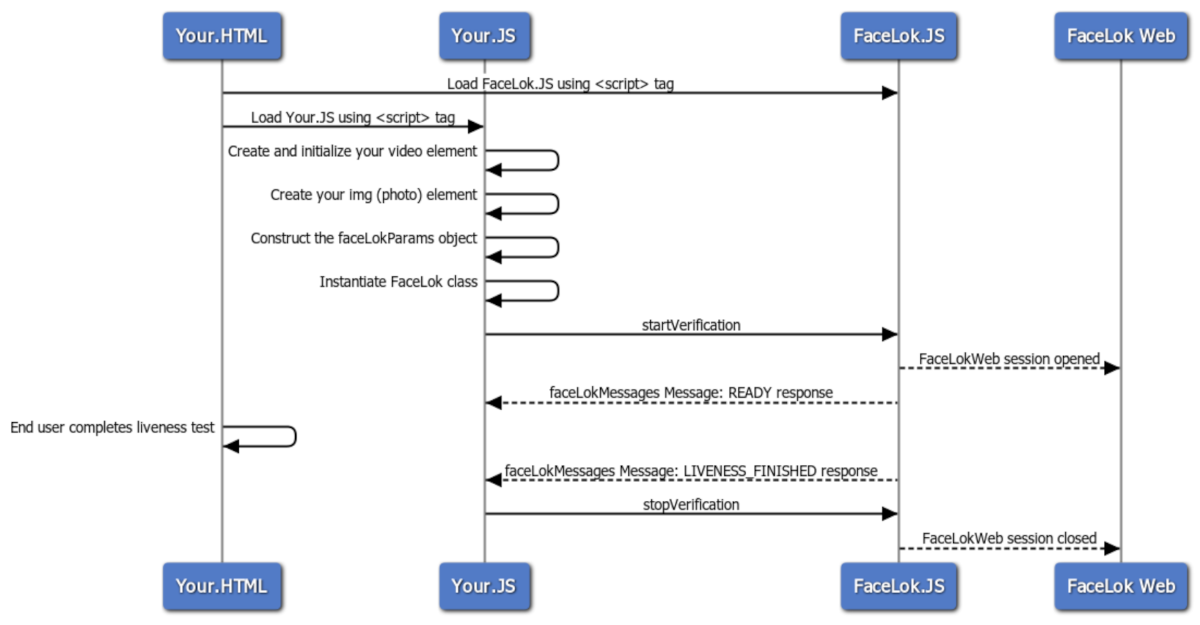 Your.HTML
Your.JS
FaceLok.JS
FaceLok Web
Load FaceLok.JS using <script> tag
Load Your.JS using <script> tag
Create and initialize your video element
Create your img (photo) element
Construct the faceLokParams object
Instantiate FaceLok class
startVerification
FaceLokWeb session opened
faceLokMessages Message: READY response
End user completes liveness test
faceLokMessages Message: LIVENESS_FINISHED response
stopVerification
FaceLokWeb session closed
Your.HTML
Your.JS
FaceLok.JS
FaceLok Web